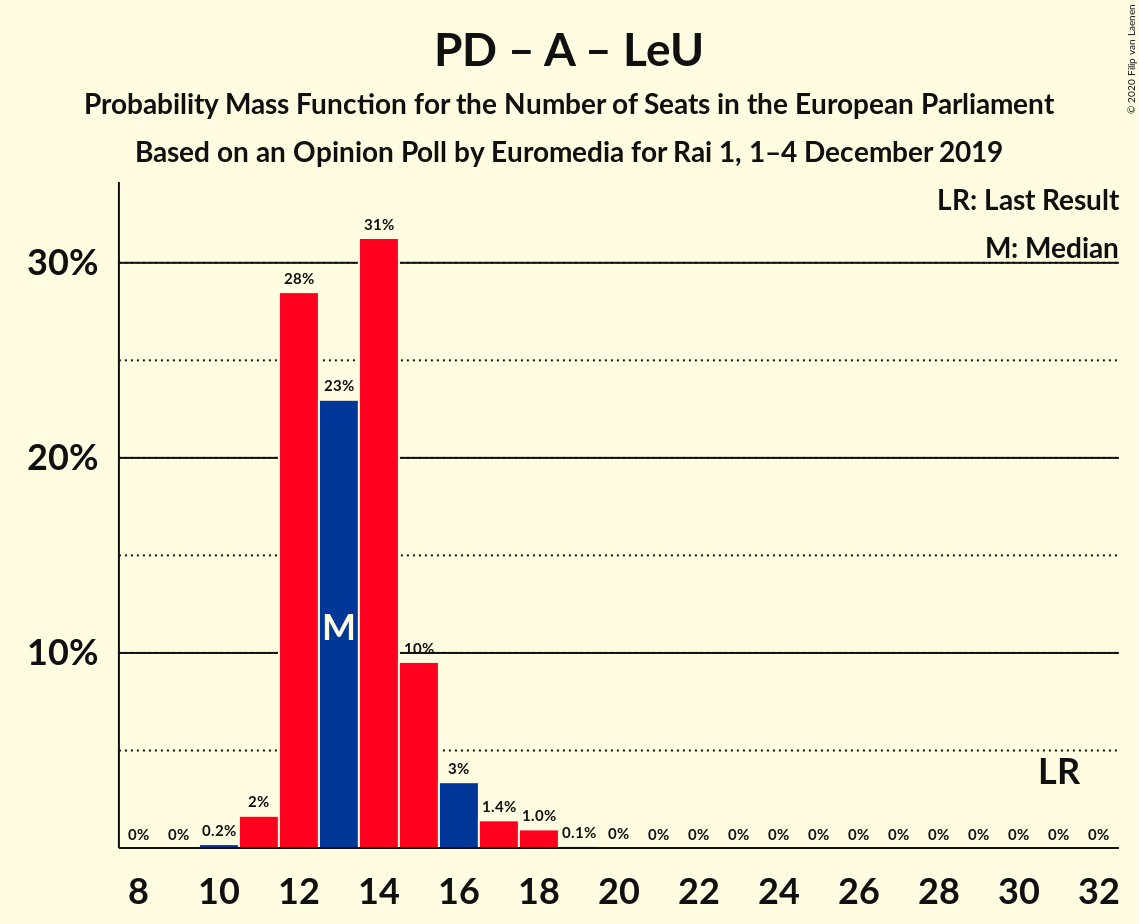 PD – A – LeU
Probability Mass Function for the Number of Seats in the European Parliament
Based on an Opinion Poll by Euromedia for Rai 1, 1–4 December 2019
© 2020 Filip van Laenen
LR: Last Result
M: Median
30%
20%
10%
0% 0% 0.2% 2% 28% 23% 31% 10% 3% 1.4% 1.0% 0.1% 0% 0% 0% 0% 0% 0% 0% 0% 0% 0% 0% 0% 0%
M
LR
8 10 12 14 16 18 20 22 24 26 28 30 32